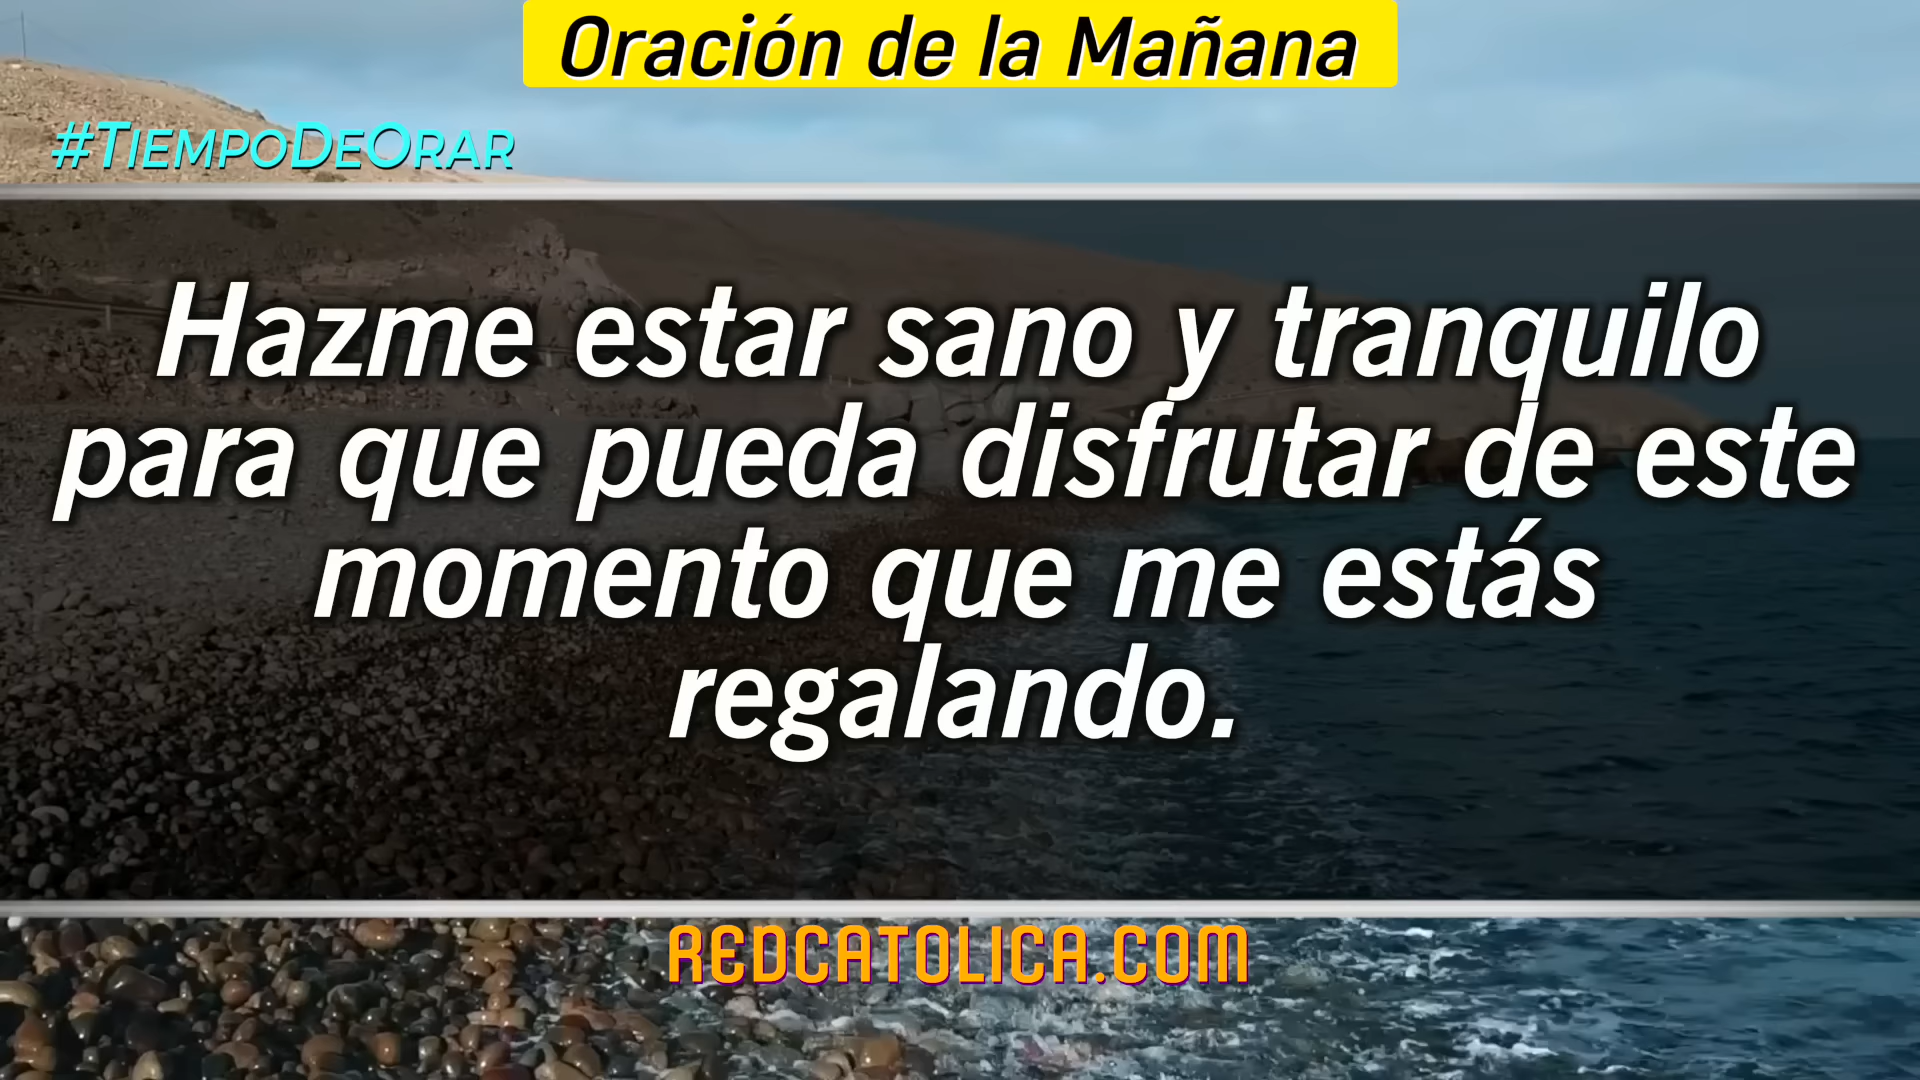 Oración de la Mañana
#TiempoDeOrar
Hazme estar sano y tranquilo
para que pueda disfrutar de este
momento que me estás
regalando.
REDCATOLICA.COM